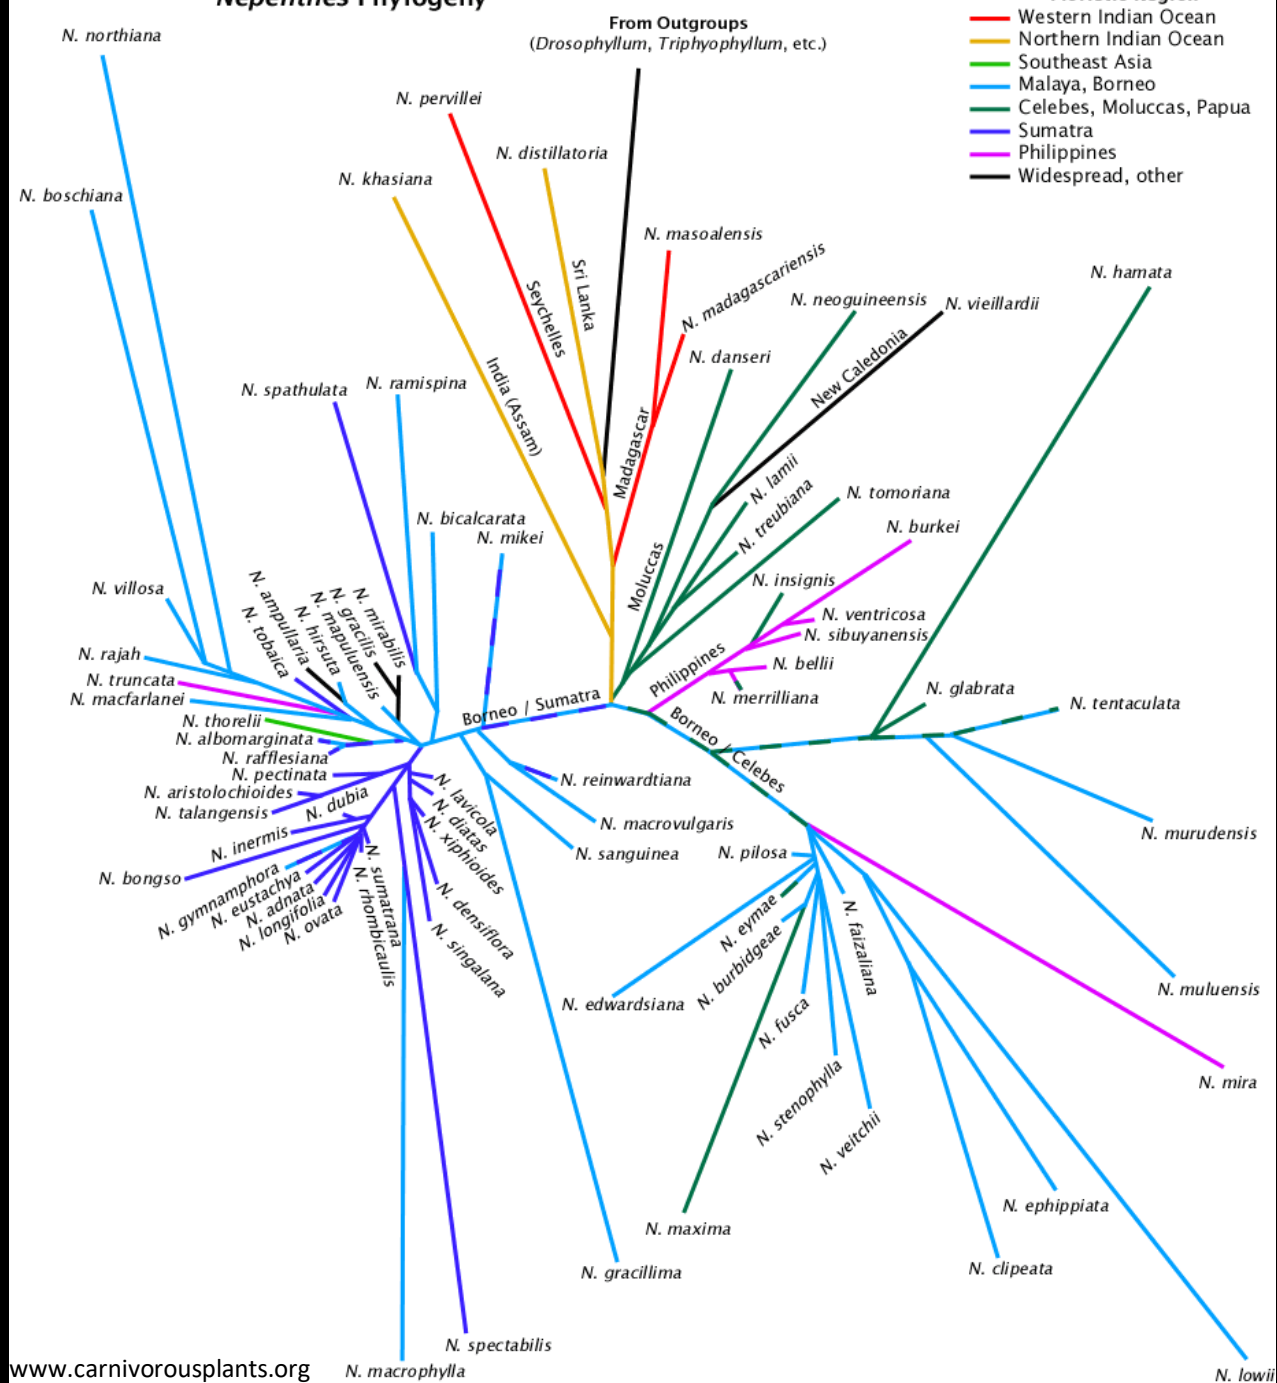 Nepenthes Phylogeny
From Outgroups
(Drosophyllum, Triphyophyllum, etc.)
Floristic Region
Western Indian Ocean
Northern Indian Ocean
Southeast Asia
Malaya, Borneo
Celebes, Moluccas, Papua
Sumatra
Philippines
Widespread, other
N. northiana
N. pervillei
N. distillatoria
N. khasiana
N. boschiana
N. masoalensis
N. madagascariensis
N. hamata
N. neoguineensis
N. vieillardii
Sri Lanka
Seychelles
New Caledonia
N. danseri
India (Assam)
Madagascar
N. spathulata
N. ramispina
N. lamii
N. treubiana
N. tomoriana
N. bicalcarata
N. mikei
N. burkei
Moluccas
N. insignis
N. villosa
N. ampullaria
N. tobaica
N. hirsuta
N. mapuluensis
N. gracilis
N. mirabilis
N. ventricosa
N. sibuyanensis
N. rajah
N. truncata
N. macfarlanei
Philippines
N. bellii
N. merrilliana
N. glabrata
N. tentaculata
N. thorelii
N. albomarginata
N. rafflesiana
Borneo / Sumatra
Borneo / Celebes
N. pectinata
N. aristolochioides
N. talangensis
N. dubia
N. lavicola
N. diatas
N. xiphioides
N. reinwardtiana
N. macrovulgaris
N. sanguinea
N. murudensis
N. inermis
N. bongso
N. pilosa
N. gymnamphora
N. eustachya
N. adnata
N. longifolia
N. ovata
N. sumatrana
N. rhombicaulis
N. densiflora
N. singalana
N. eymae
N. burbidgeae
N. faizaliana
N. edwardsiana
N. muluensis
N. fusca
N. mira
N. stenophylla
N. veitchii
N. ephippiata
N. maxima
N. gracillima
N. clipeata
N. spectabilis
N. macrophylla
N. lowii
www.carnivorousplants.org